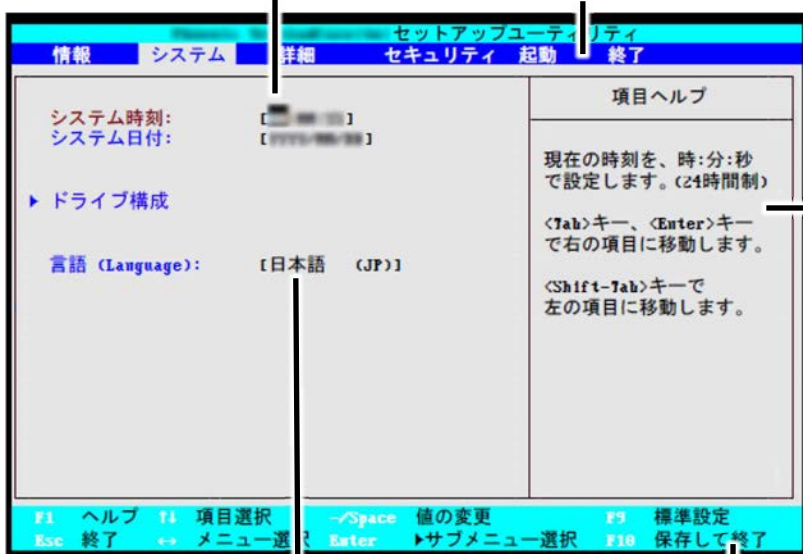 セットアップユーティリティ
情報 システム 詳細 セキュリティ 起動 終了
項目ヘルプ
システム時刻:
システム日付:
現在の時刻を、時:分:秒
で設定します。(24時間制)
▶ ドライブ構成
<Tab>キー、<Enter>キー
で右の項目に移動します。
言語 (Language): [日本語 (JP)]
<Shift-Tab>キーで
左の項目に移動します。
F1 ヘルプ ↑↓ 項目選択 -/Space 値の変更 F9 標準設定
Esc 終了 ↔ メニュー選択 Enter ▶サブメニュー選択 F10 保存して終了